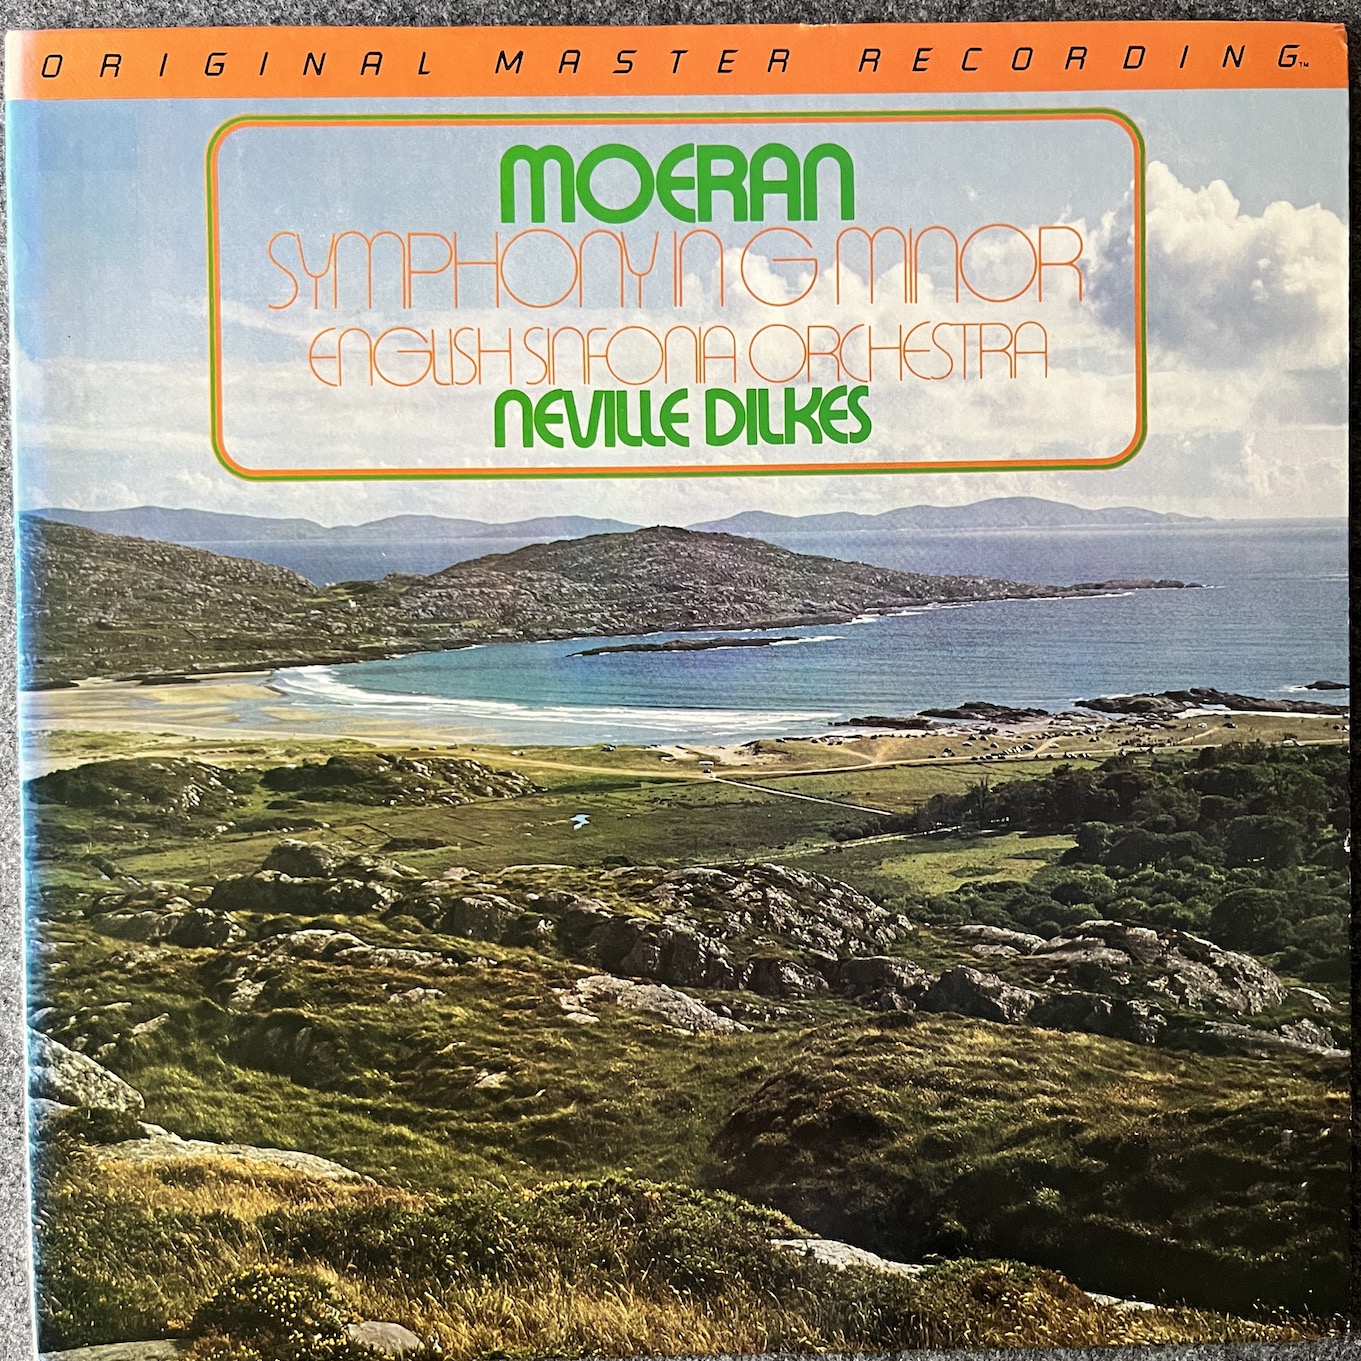 ORIGINAL MASTER RECORDING™
MOERAN
SYMPHONY IN G MINOR
ENGLISH SINFONIA ORCHESTRA
NEVILLE DILKES